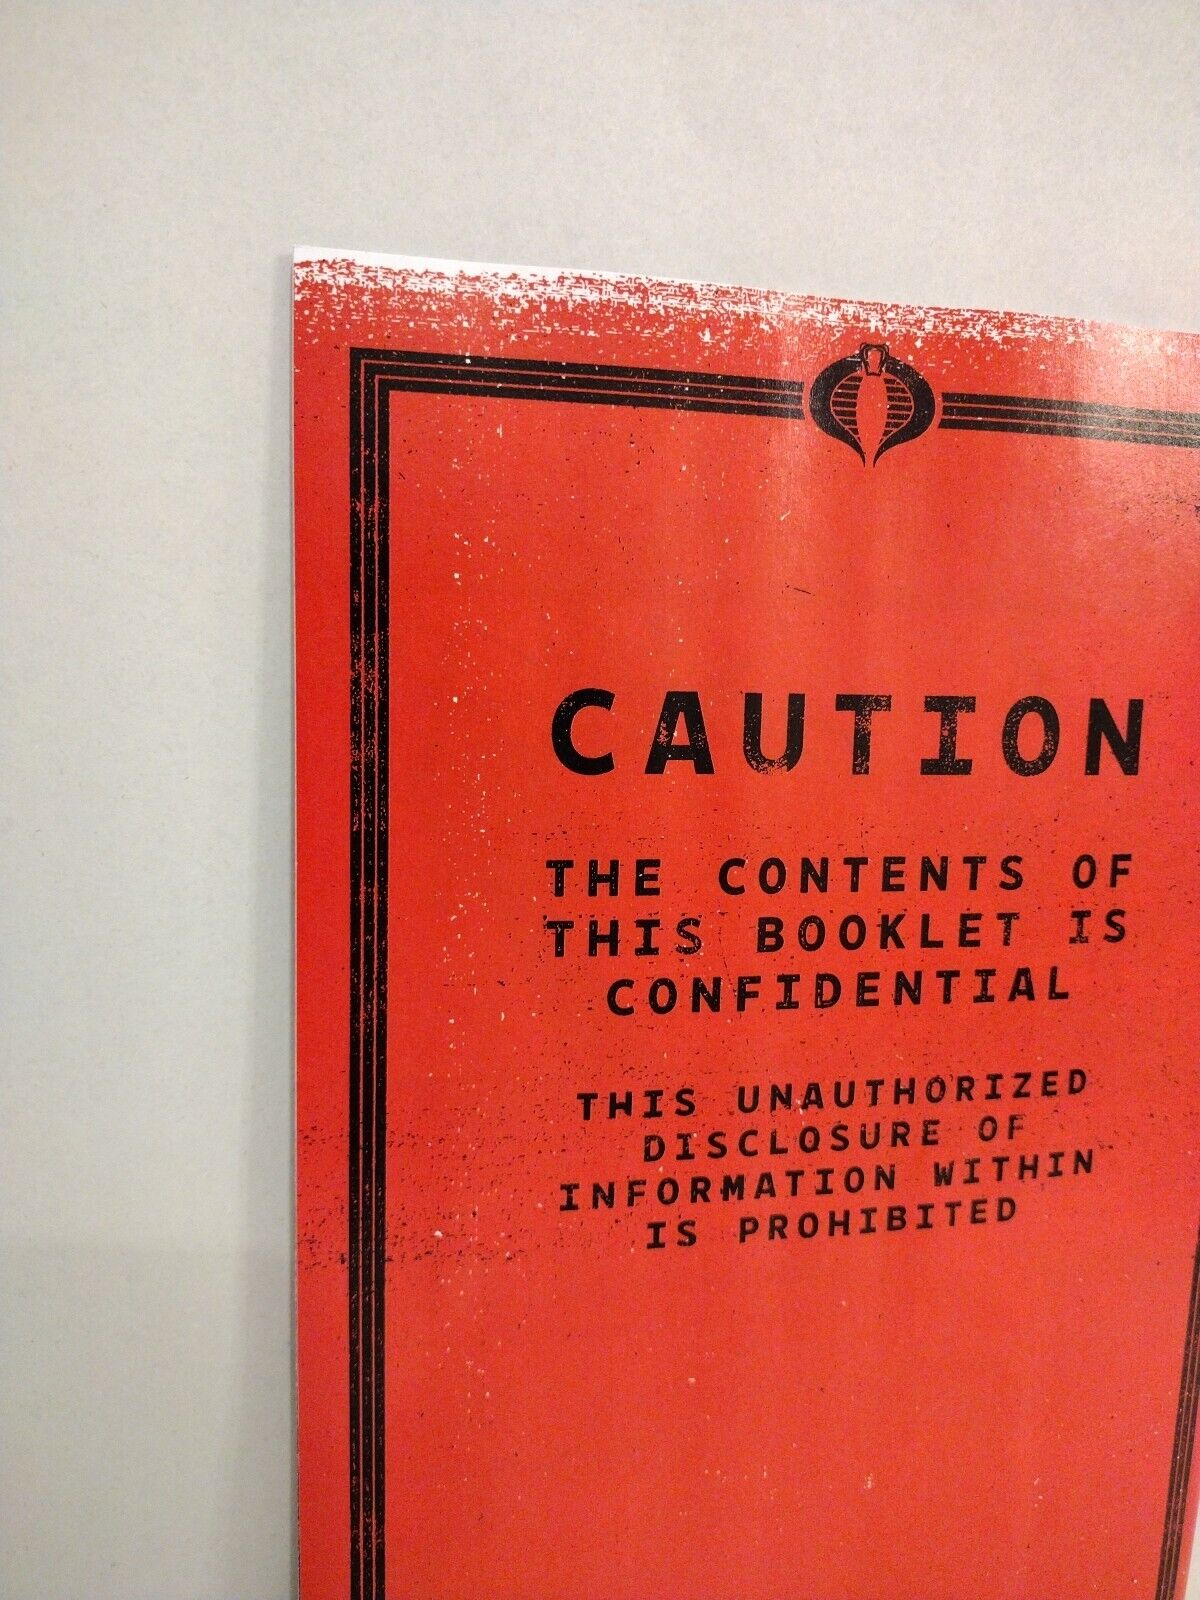 CAUTION
THE CONTENTS OF
THIS BOOKLET IS
CONFIDENTIAL
THIS UNAUTHORIZED
DISCLOSURE OF
INFORMATION WITHIN
IS PROHIBITED